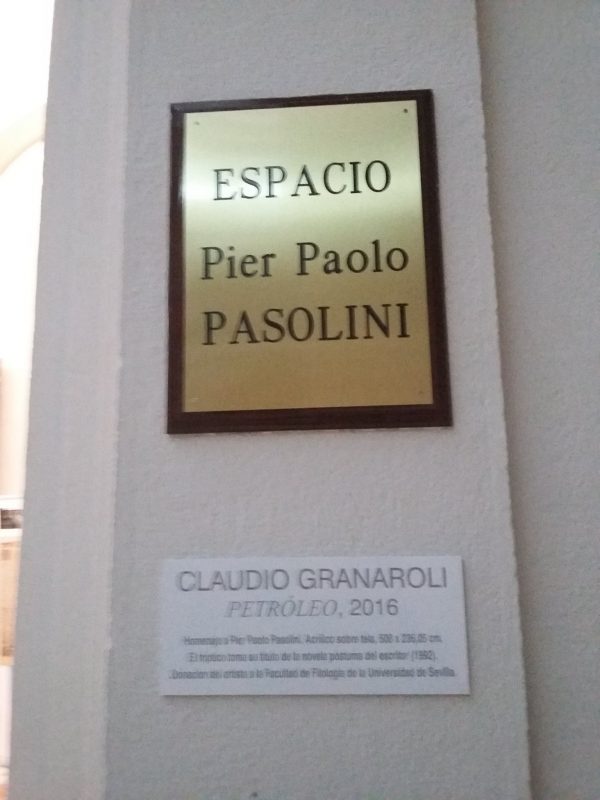 ESPACIO
Pier Paolo
PASOLINI
CLAUDIO GRANAROLI
PETRÓLEO, 2016
Homenaje a Pier Paolo Pasolini. Acrílico sobre tela, 500 x 236,05 cm.
El tríptico toma su título de la novela póstuma del escritor (1992).
Donación del artista a la Facultad de Filología de la Universidad de Sevilla.